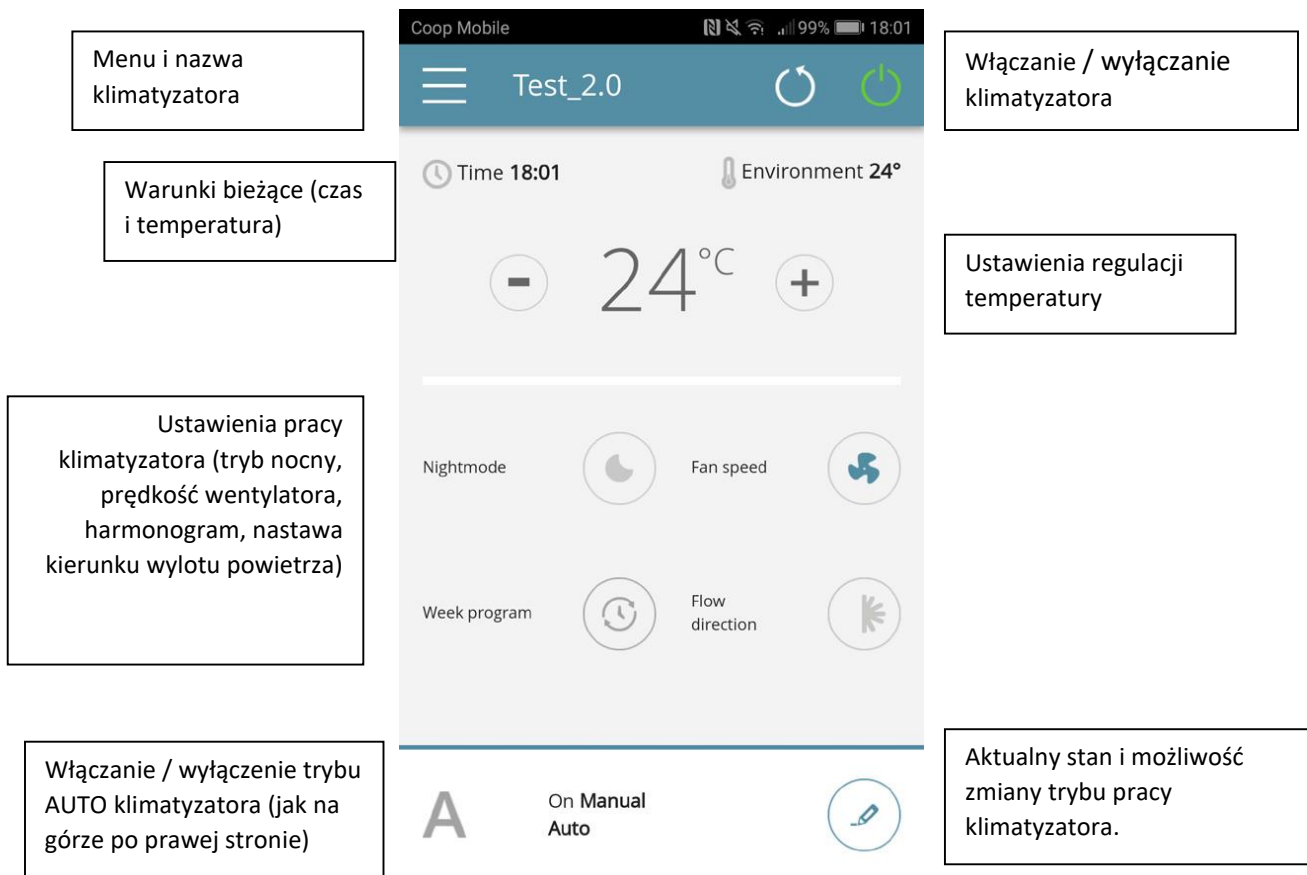 Menu i nazwa
klimatyzatora
Warunki bieżące (czas
i temperatura)
Ustawienia pracy
klimatyzatora (tryb nocny,
prędkość wentylatora,
harmonogram, nastawa
kierunku wylotu powietrza)
Włączanie / wyłączenie trybu
AUTO klimatyzatora (jak na
górze po prawej stronie)
Coop Mobile 99% 18:01
Test_2.0
Time 18:01 Environment 24°
- 24°C +
Nightmode Fan speed
Week program Flow
direction
A On Manual
Auto
Włączanie / wyłączanie
klimatyzatora
Ustawienia regulacji
temperatury
Aktualny stan i możliwość
zmiany trybu pracy
klimatyzatora.